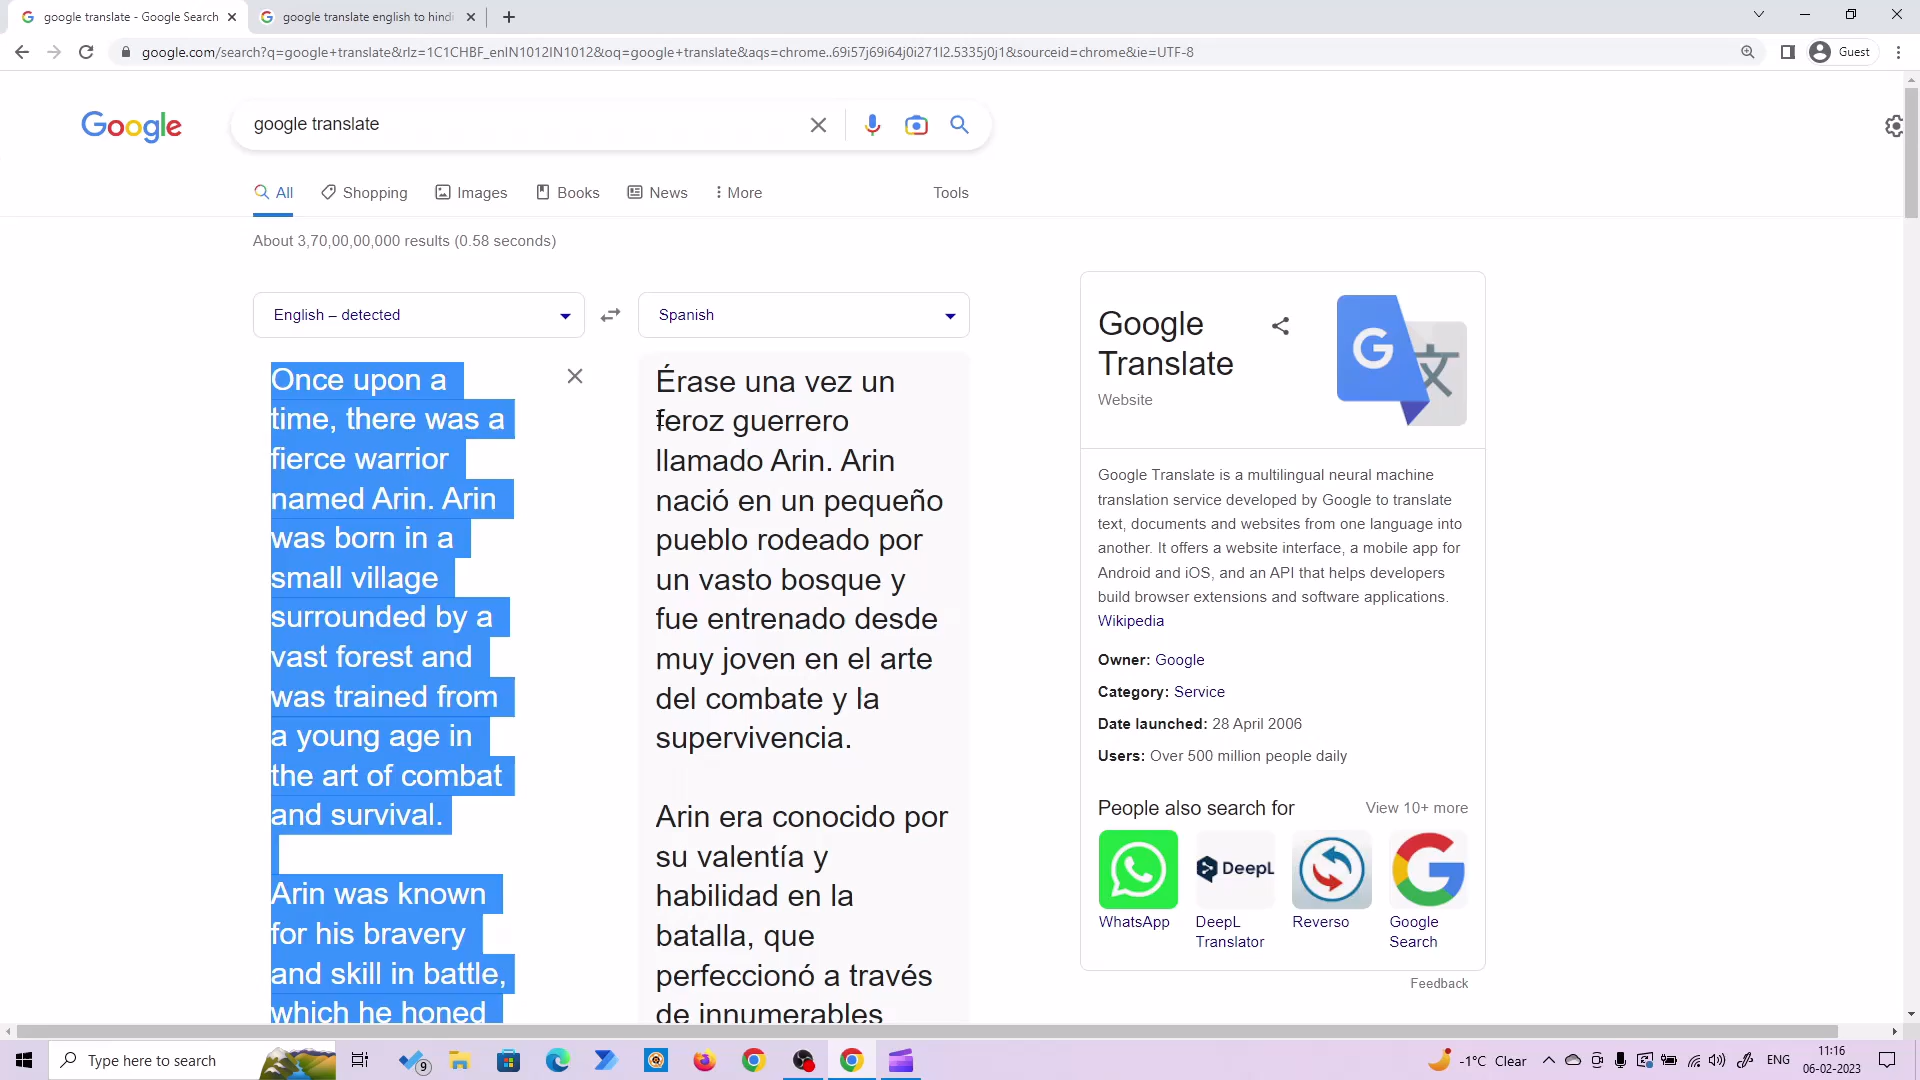 google translate - Google Search
google translate english to hindi
google.com/search?q=google+translate&rlz=1C1CHBF_enIN1012IN1012&oq=google+translate&aqs=chrome..69i57j69i64j0i271l2.5335j0j1&sourceid=chrome&ie=UTF-8
Guest
Google
google translate
All
Shopping
Images
Books
News
More
Tools
About 3,70,00,00,000 results (0.58 seconds)
English – detected
Spanish
Once upon a
time, there was a
fierce warrior
named Arin. Arin
was born in a
small village
surrounded by a
vast forest and
was trained from
a young age in
the art of combat
and survival.
Arin was known
for his bravery
and skill in battle,
which he honed
Érase una vez un
feroz guerrero
llamado Arin. Arin
nació en un pequeño
pueblo rodeado por
un vasto bosque y
fue entrenado desde
muy joven en el arte
del combate y la
supervivencia.
Arin era conocido por
su valentía y
habilidad en la
batalla, que
perfeccionó a través
de innumerables
Google
Translate
Website
G
文
Google Translate is a multilingual neural machine
translation service developed by Google to translate
text, documents and websites from one language into
another. It offers a website interface, a mobile app for
Android and iOS, and an API that helps developers
build browser extensions and software applications.
Wikipedia
Owner: Google
Category: Service
Date launched: 28 April 2006
Users: Over 500 million people daily
People also search for
View 10+ more
DeepL
WhatsApp
DeepL
Translator
Reverso
Google
Search
Feedback
Type here to search
9
-1°C Clear
ENG
11:16
06-02-2023